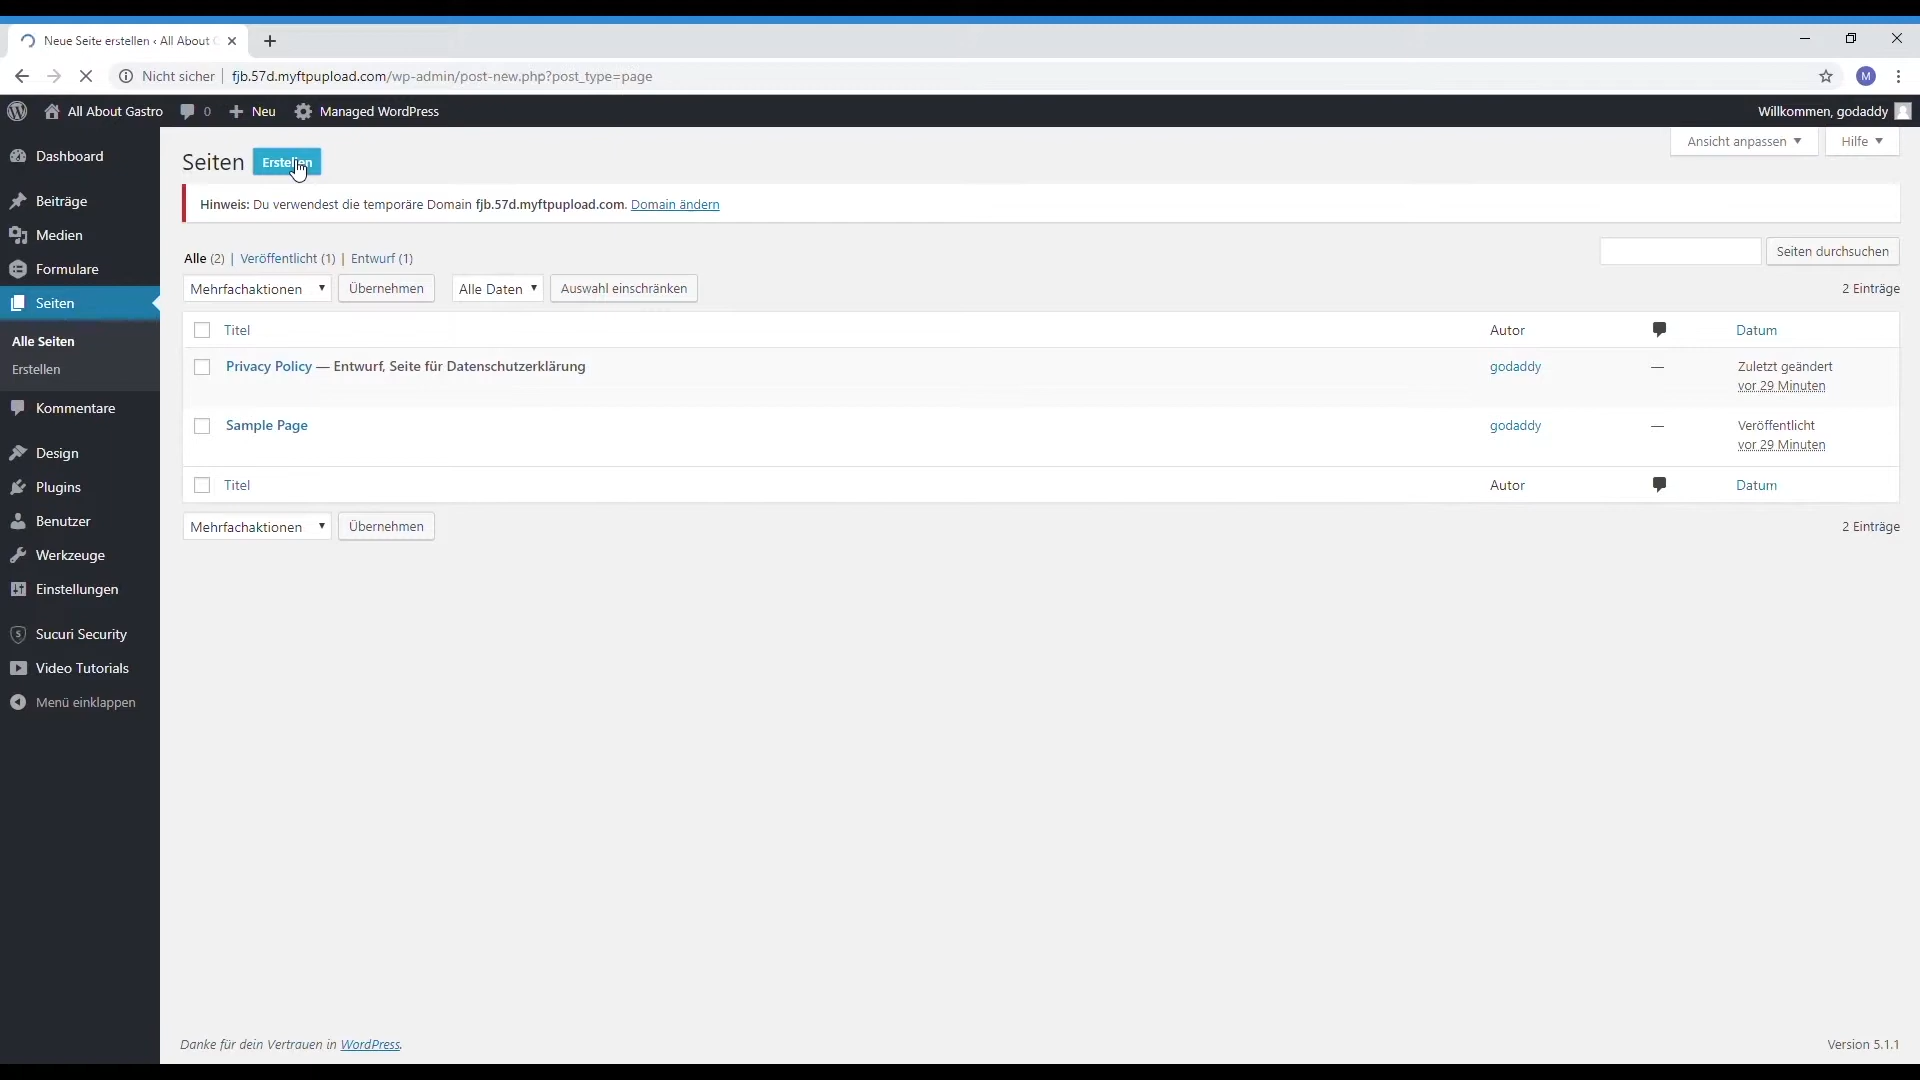 Neue Seite erstellen ‹ All About
Nicht sicher | fjb.57d.myftpupload.com/wp-admin/post-new.php?post_type=page
M
All About Gastro 0 Neu Managed WordPress Willkommen, godaddy
Dashboard
Beiträge
Medien
Formulare
Seiten
Alle Seiten
Erstellen
Kommentare
Design
Plugins
Benutzer
Werkzeuge
Einstellungen
Sucuri Security
Video Tutorials
Menü einklappen
Ansicht anpassen Hilfe
Seiten Erstellen
Hinweis: Du verwendest die temporäre Domain fjb.57d.myftpupload.com. Domain ändern
Alle (2) | Veröffentlicht (1) | Entwurf (1)
Seiten durchsuchen
Mehrfachaktionen Übernehmen Alle Daten Auswahl einschränken 2 Einträge
Titel Autor Datum
Privacy Policy — Entwurf, Seite für Datenschutzerklärung godaddy — Zuletzt geändert
vor 29 Minuten
Sample Page godaddy — Veröffentlicht
vor 29 Minuten
Titel Autor Datum
Mehrfachaktionen Übernehmen 2 Einträge
Danke für dein Vertrauen in WordPress. Version 5.1.1